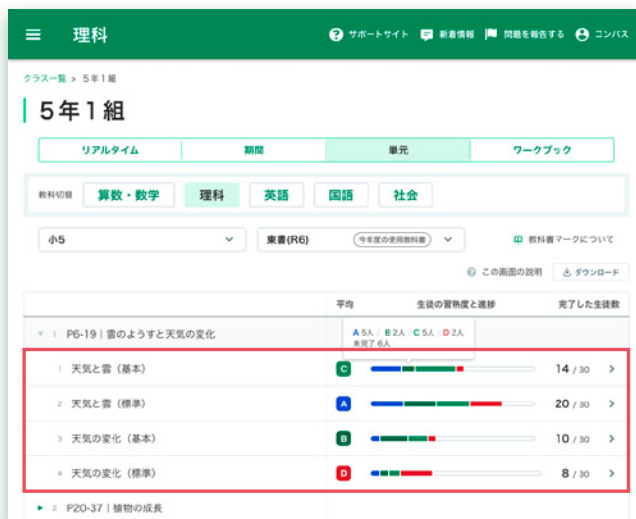 理科
サポートサイト 新着情報 問題を報告する コンパス
クラス一覧 > 5年1組
5年1組
リアルタイム 期間 単元 ワークブック
教科切替 算数・数学 理科 英語 国語 社会
小5 東書(R6) 今年度の使用教科書 教科書マークについて
この画面の説明 ダウンロード
平均 生徒の習熟度と進捗 完了した生徒数
1 P6-19 | 雲のようすと天気の変化
A 5人 / B 2人 / C 5人 / D 2人
未完了 6人
1 天気と雲（基本） C 14 / 30
2 天気と雲（標準） A 20 / 30
3 天気の変化（基本） B 10 / 30
4 天気の変化（標準） D 8 / 30
2 P20-37 | 植物の成長